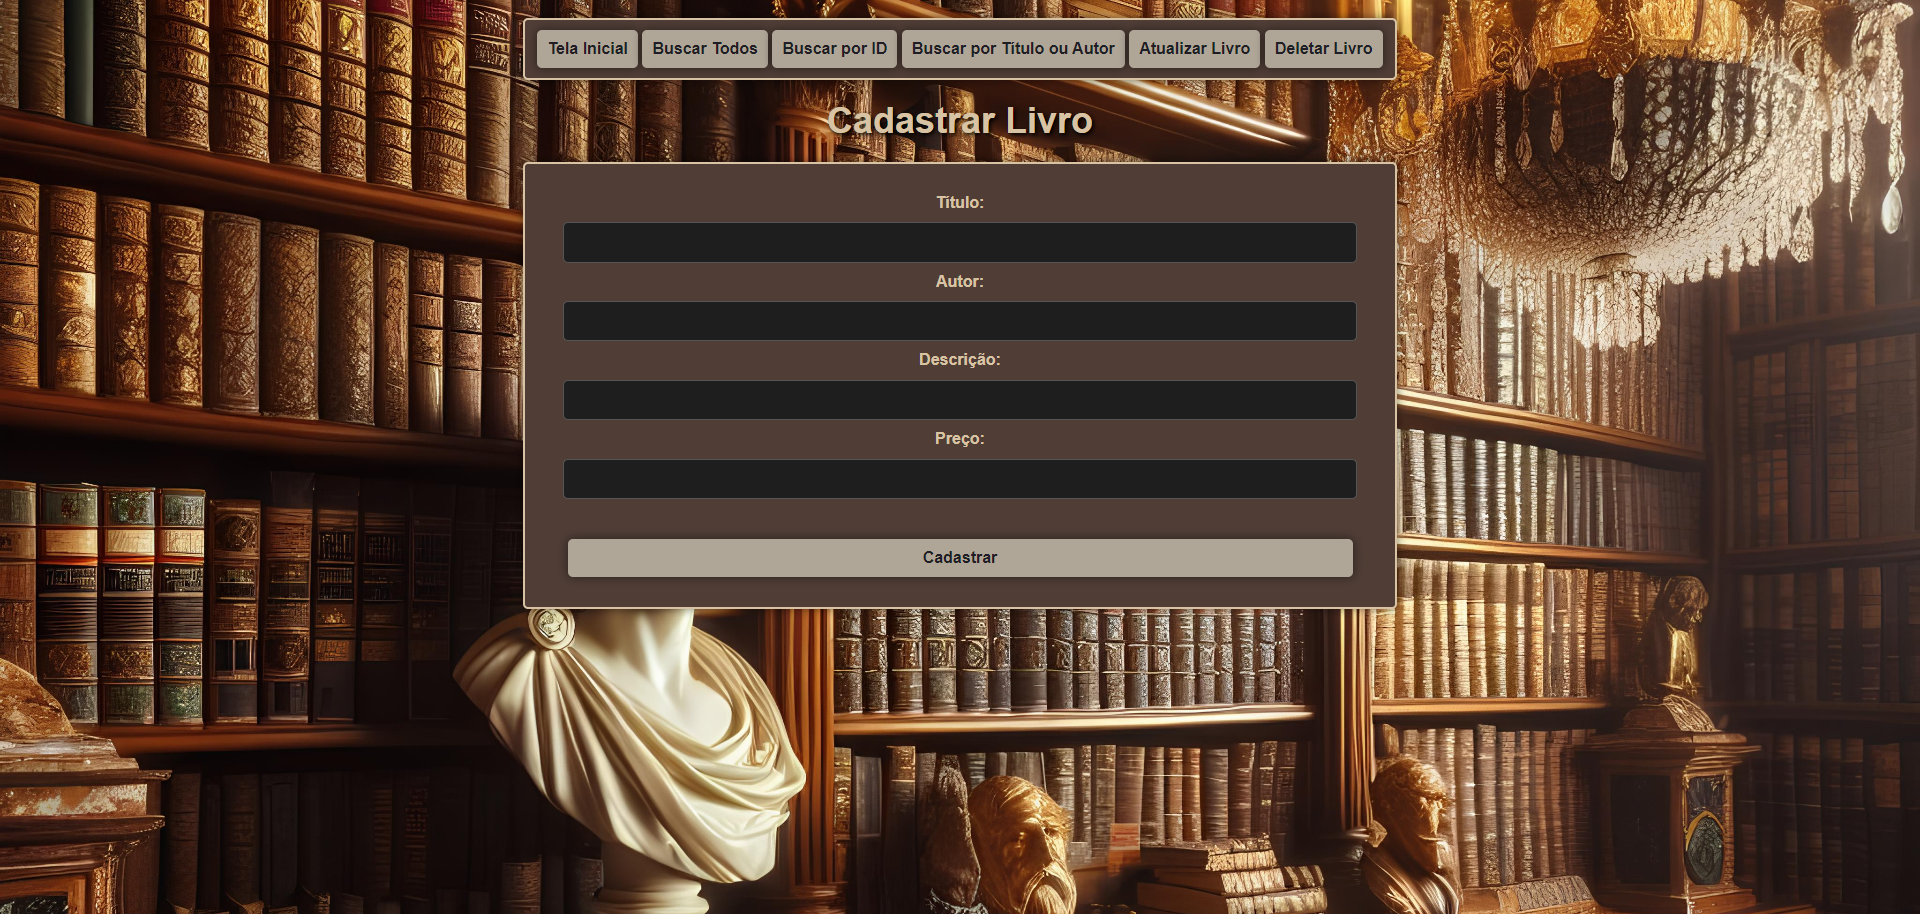 Tela Inicial Buscar Todos Buscar por ID Buscar por Titulo ou Autor Atualizar Livro Deletar Livro
Cadastrar Livro
Título:
Autor:
Descrição:
Preço:
Cadastrar